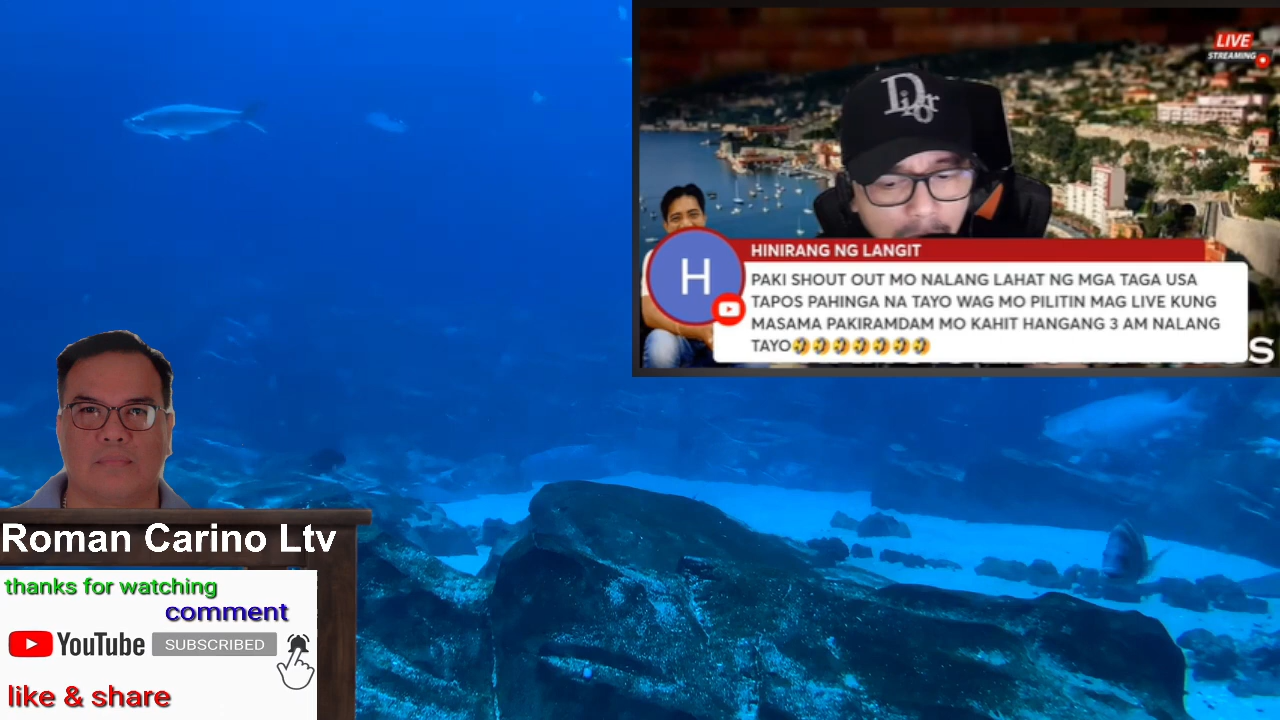 LIVE
STREAMING
Dior
HINIRANG NG LANGIT
H
PAKI SHOUT OUT MO NALANG LAHAT NG MGA TAGA USA
TAPOS PAHINGA NA TAYO WAG MO PILITIN MAG LIVE KUNG
MASAMA PAKIRAMDAM MO KAHIT HANGANG 3 AM NALANG
TAYO🤣🤣🤣🤣🤣🤣🤣
Roman Carino Ltv
thanks for watching
comment
YouTube SUBSCRIBED
like & share